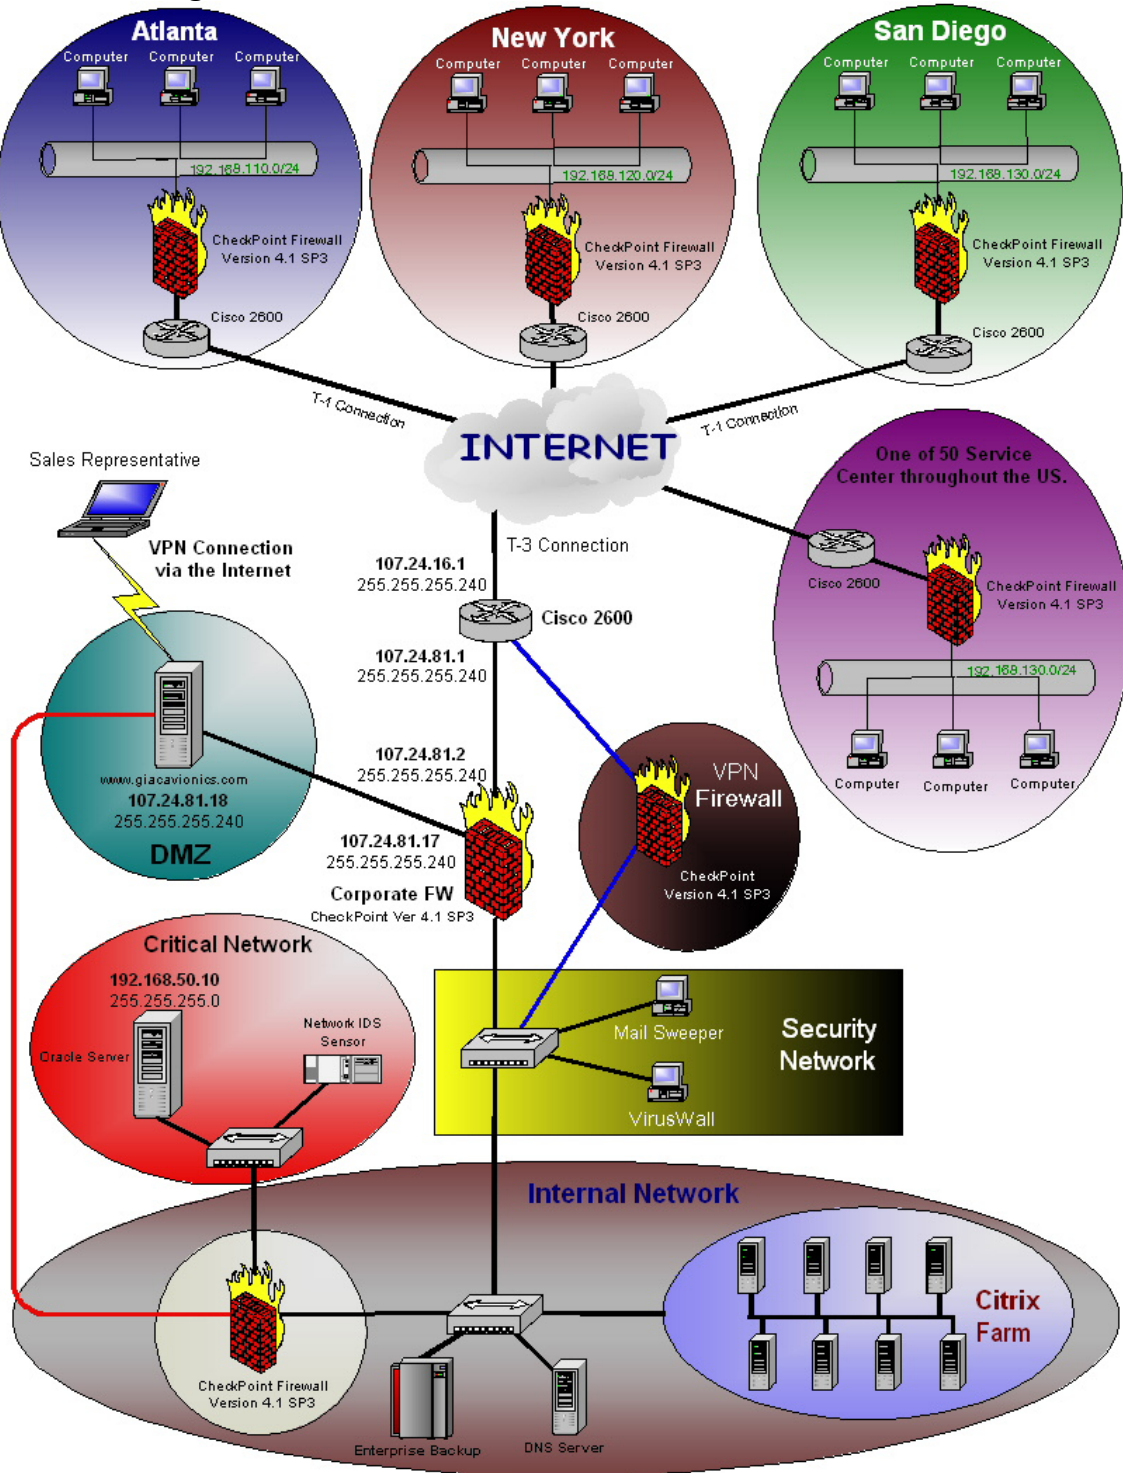 Atlanta
Computer
Computer
Computer
192.168.110.0/24
CheckPoint Firewall
Version 4.1 SP3
Cisco 2600
New York
Computer
Computer
Computer
192.168.120.0/24
CheckPoint Firewall
Version 4.1 SP3
Cisco 2600
San Diego
Computer
Computer
Computer
192.168.130.0/24
CheckPoint Firewall
Version 4.1 SP3
Cisco 2600
T-1 Connection
T-1 Connection
INTERNET
Sales Representative
VPN Connection
via the Internet
T-3 Connection
107.24.16.1
255.255.255.240
Cisco 2600
107.24.81.1
255.255.255.240
107.24.81.2
255.255.255.240
One of 50 Service
Center throughout the US.
Cisco 2600
CheckPoint Firewall
Version 4.1 SP3
192.168.130.0/24
Computer
Computer
Computer
www.giacavionics.com
107.24.81.18
255.255.255.240
DMZ
107.24.81.17
255.255.255.240
Corporate FW
CheckPoint Ver 4.1 SP3
VPN
Firewall
CheckPoint
Version 4.1 SP3
Critical Network
192.168.50.10
255.255.255.0
Oracle Server
Network IDS
Sensor
Mail Sweeper
VirusWall
Security
Network
Internal Network
CheckPoint Firewall
Version 4.1 SP3
Enterprise Backup
DNS Server
Citrix
Farm